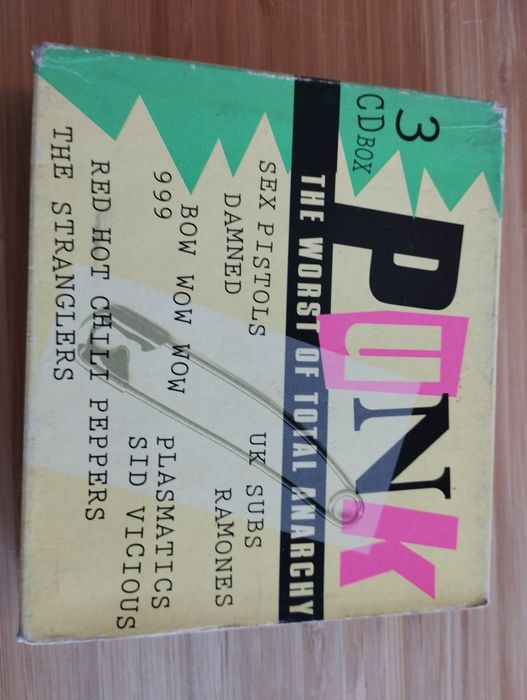 3
CD BOX
PUNK
THE WORST OF TOTAL ANARCHY
SEX PISTOLS UK SUBS
DAMNED RAMONES
BOW WOW WOW
999 PLASMATICS
SID VICIOUS
RED HOT CHILI PEPPERS
THE STRANGLERS